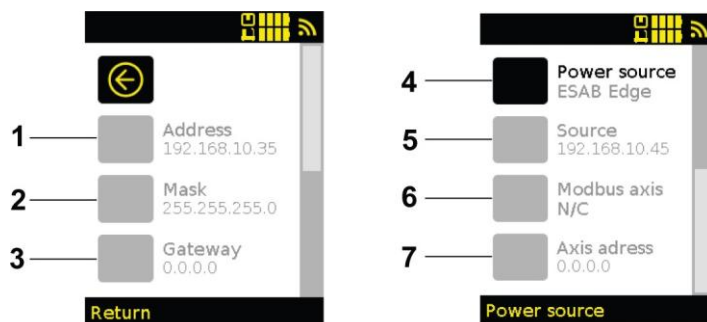 1
Address
192.168.10.35
2
Mask
255.255.255.0
3
Gateway
0.0.0.0
Return
4
Power source
ESAB Edge
5
Source
192.168.10.45
6
Modbus axis
N/C
7
Axis adress
0.0.0.0
Power source